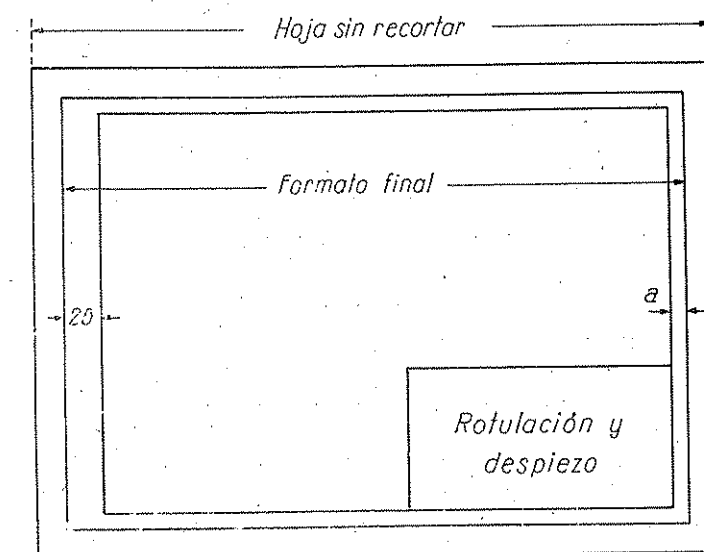 Hoja sin recortar
Formato final
20
a
Rotulación y
despiezo